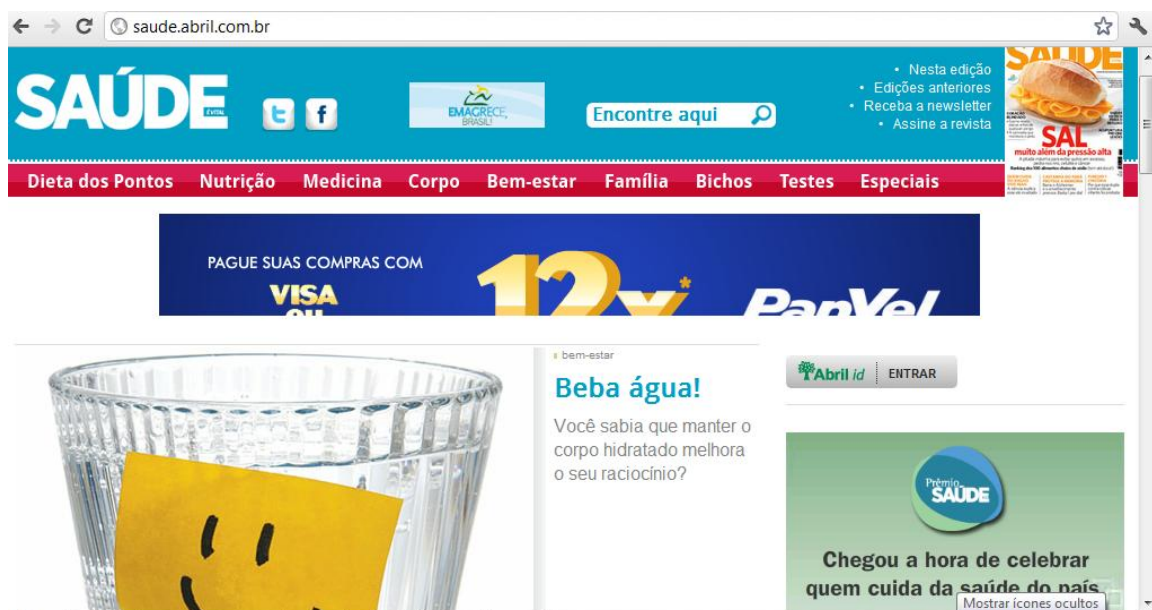 saude.abril.com.br
SAÚDE
É VITAL
EMAGRECE,
BRASIL!
Encontre aqui
• Nesta edição
• Edições anteriores
• Receba a newsletter
• Assine a revista
SAÚDE
SAL
muito além da pressão alta
Dieta dos Pontos Nutrição Medicina Corpo Bem-estar Família Bichos Testes Especiais
PAGUE SUAS COMPRAS COM
VISA
OU
12x*
PanVel
bem-estar
Beba água!
Você sabia que manter o
corpo hidratado melhora
o seu raciocínio?
Abril id ENTRAR
Prêmio
SAÚDE
Chegou a hora de celebrar
quem cuida da saúde do país
Mostrar ícones ocultos